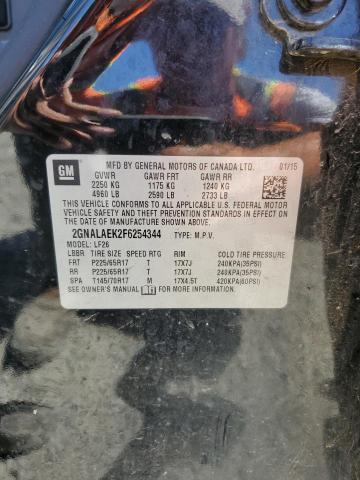 GM
MFD BY GENERAL MOTORS OF CANADA LTD. 01/15
GVWR GAWR FRT GAWR RR
2250 KG 1175 KG 1240 KG
4960 LB 2590 LB 2733 LB
THIS VEHICLE CONFORMS TO ALL APPLICABLE U.S. FEDERAL MOTOR VEHICLE SAFETY, BUMPER, AND THEFT PREVENTION STANDARDS IN EFFECT ON THE DATE OF MANUFACTURE SHOWN ABOVE.
2GNALAEK2F6254344 TYPE: M.P.V.
MODEL: LF26
LBBR TIRE SIZE SPEED RTG RIM COLD TIRE PRESSURE
FRT P225/65R17 T 17X7J 240KPA(35PSI)
RR P225/65R17 T 17X7J 240KPA(35PSI)
SPA T145/70R17 M 17X4.5T 420KPA(60PSI)
SEE OWNER'S MANUAL FOR MORE INFORMATION.